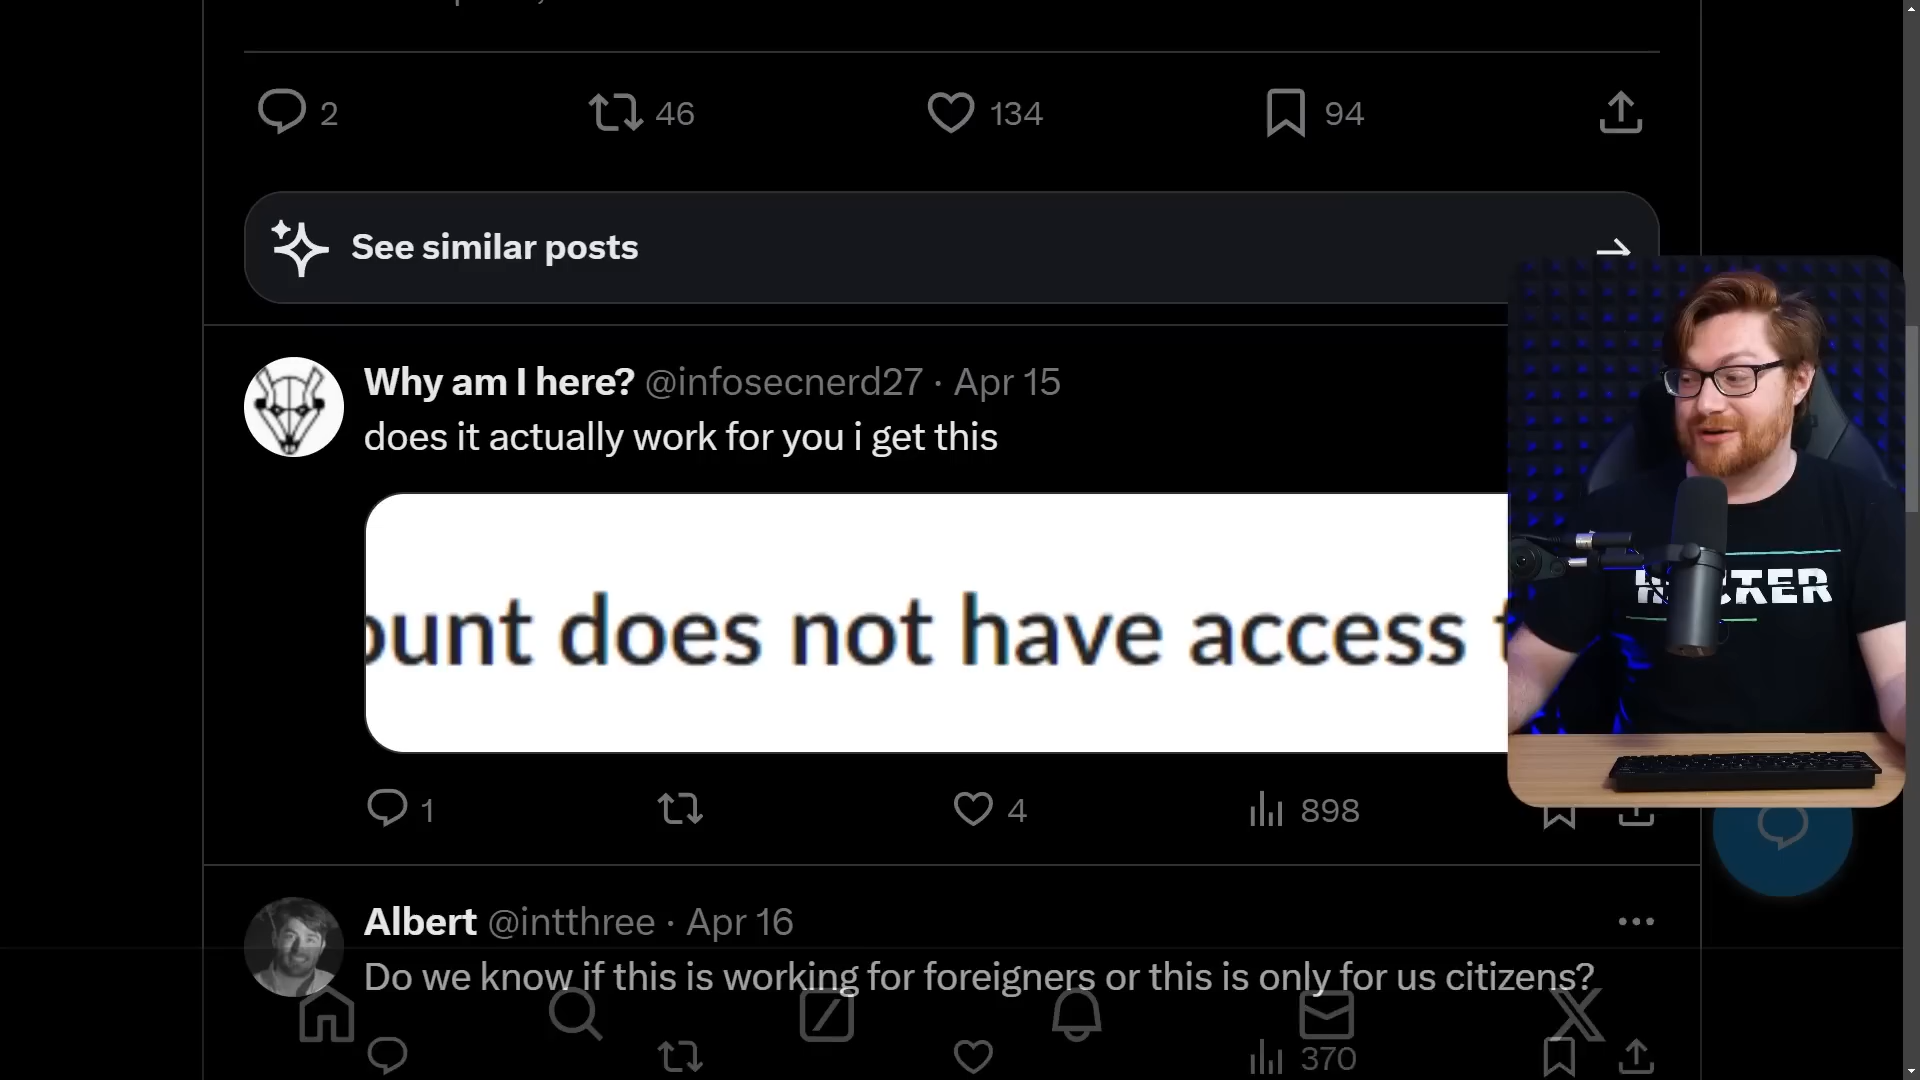 2 46 134 94
See similar posts
Why am I here? @infosecnerd27 · Apr 15
does it actually work for you i get this
ount does not have access
1 4 898
Albert @intthree · Apr 16
Do we know if this is working for foreigners or this is only for us citizens?
370